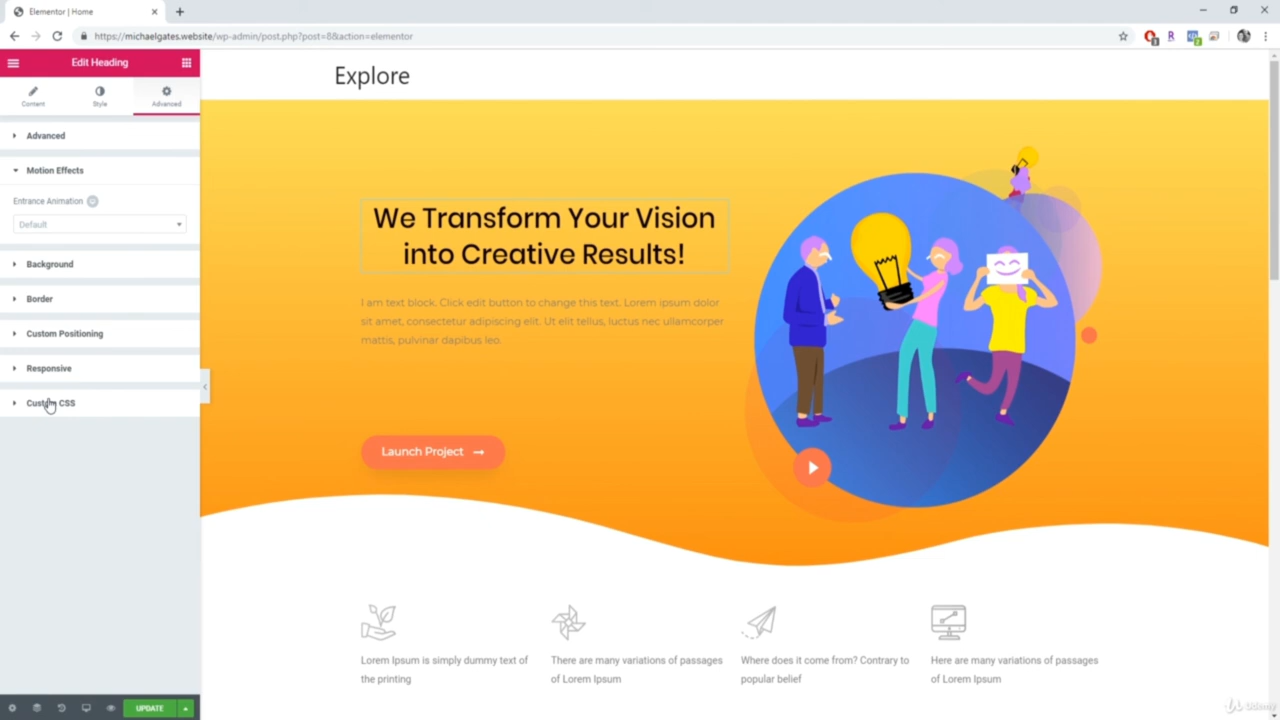 Elementor | Home
https://michaelgates.website/wp-admin/post.php?post=8&action=elementor
Edit Heading
Content
Style
Advanced
Advanced
Motion Effects
Entrance Animation
Default
Background
Border
Custom Positioning
Responsive
Custom CSS
UPDATE
Explore
We Transform Your Vision
into Creative Results!
I am text block. Click edit button to change this text. Lorem ipsum dolor
sit amet, consectetur adipiscing elit. Ut elit tellus, luctus nec ullamcorper
mattis, pulvinar dapibus leo.
Launch Project →
Lorem Ipsum is simply dummy text of
the printing
There are many variations of passages
of Lorem Ipsum
Where does it come from? Contrary to
popular belief
Here are many variations of passages
of Lorem Ipsum
Udemy